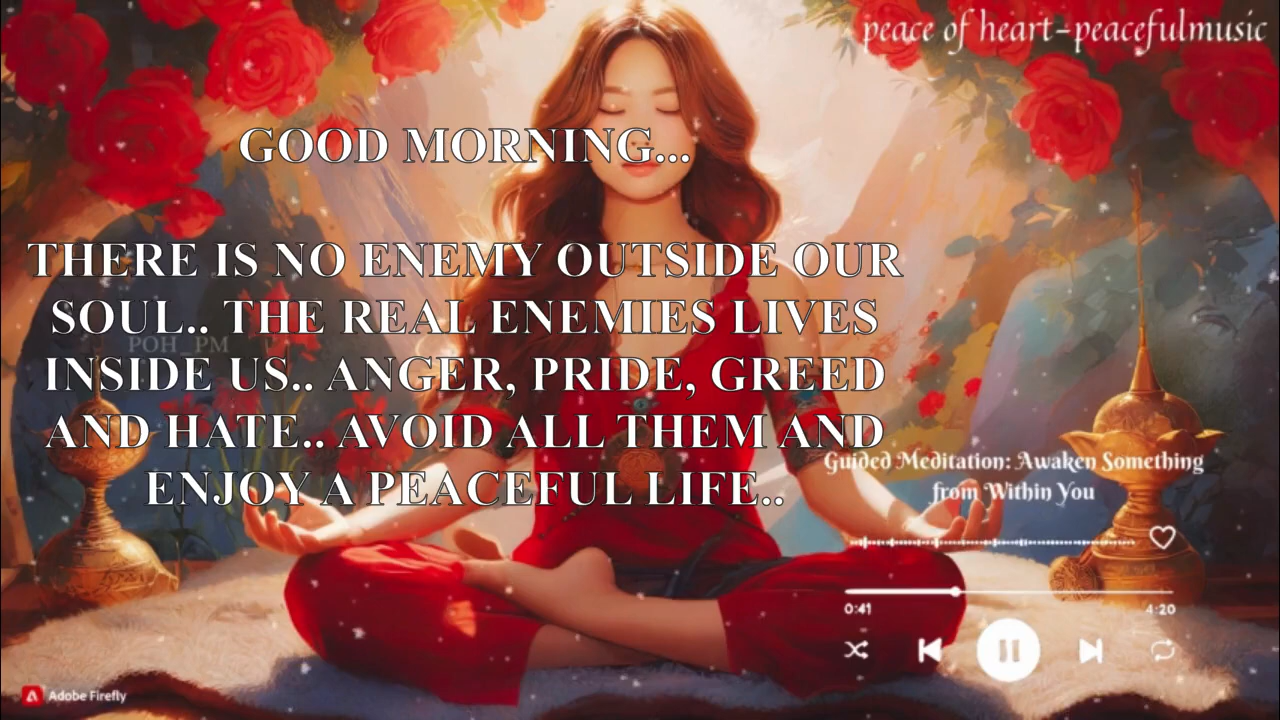 peace of heart-peacefulmusic
GOOD MORNING...
THERE IS NO ENEMY OUTSIDE OUR
SOUL.. THE REAL ENEMIES LIVES
POH_PM
INSIDE US.. ANGER, PRIDE, GREED
AND HATE.. AVOID ALL THEM AND
ENJOY A PEACEFUL LIFE..
Guided Meditation: Awaken Something
from Within You
0:41
4:20
Adobe Firefly